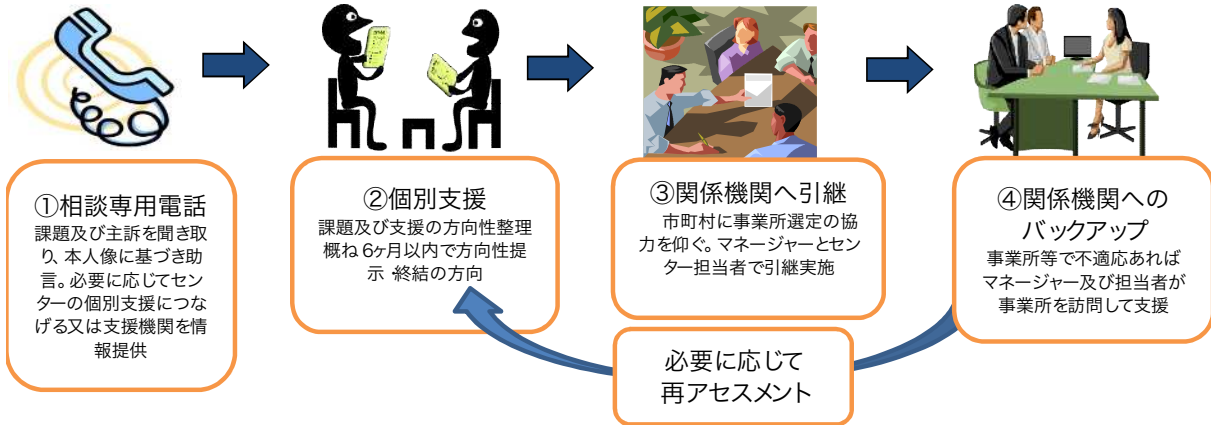 ①相談専用電話
課題及び主訴を聞き取
り、本人像に基づき助
言。必要に応じてセン
ターの個別支援につな
げる又は支援機関を情
報提供
②個別支援
課題及び支援の方向性整理
概ね6ヶ月以内で方向性提
示・終結の方向
③関係機関へ引継
市町村に事業所選定の協
力を仰ぐ。マネージャーとセン
ター担当者で引継実施
④関係機関への
バックアップ
事業所等で不適応あれば
マネージャー及び担当者が
事業所を訪問して支援
必要に応じて
再アセスメント